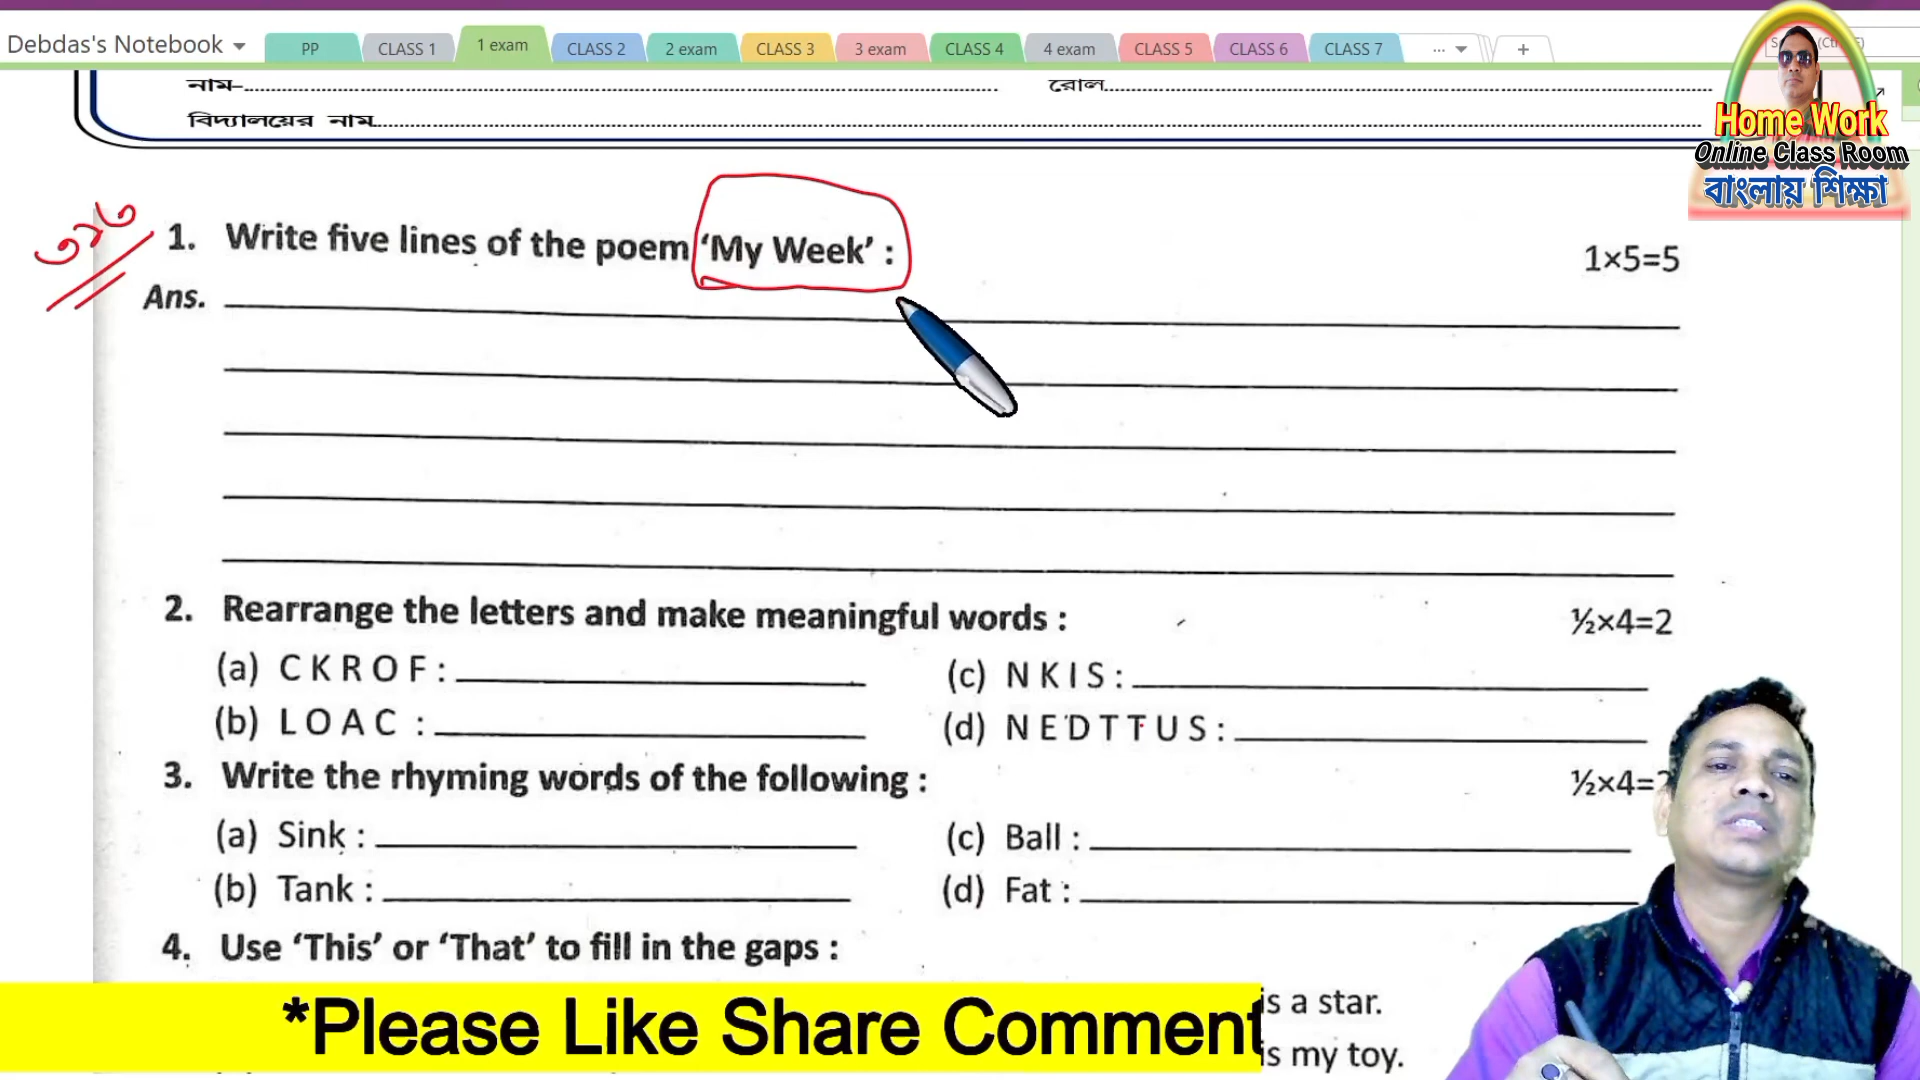 Debdas's Notebook
PP
CLASS 1
1 exam
CLASS 2
2 exam
CLASS 3
3 exam
CLASS 4
4 exam
CLASS 5
CLASS 6
CLASS 7
...
+
নাম-
রোল
বিদ্যালয়ের নাম
Home Work
Online Class Room
বাংলায় শিক্ষা
1. Write five lines of the poem ‘My Week’ : 1×5=5
Ans.
2. Rearrange the letters and make meaningful words : ½×4=2
(a) C K R O F : (c) N K I S :
(b) L O A C : (d) N E D T T U S :
3. Write the rhyming words of the following : ½×4=
(a) Sink : (c) Ball :
(b) Tank : (d) Fat :
4. Use ‘This’ or ‘That’ to fill in the gaps :
is a star.
is my toy.
*Please Like Share Comment